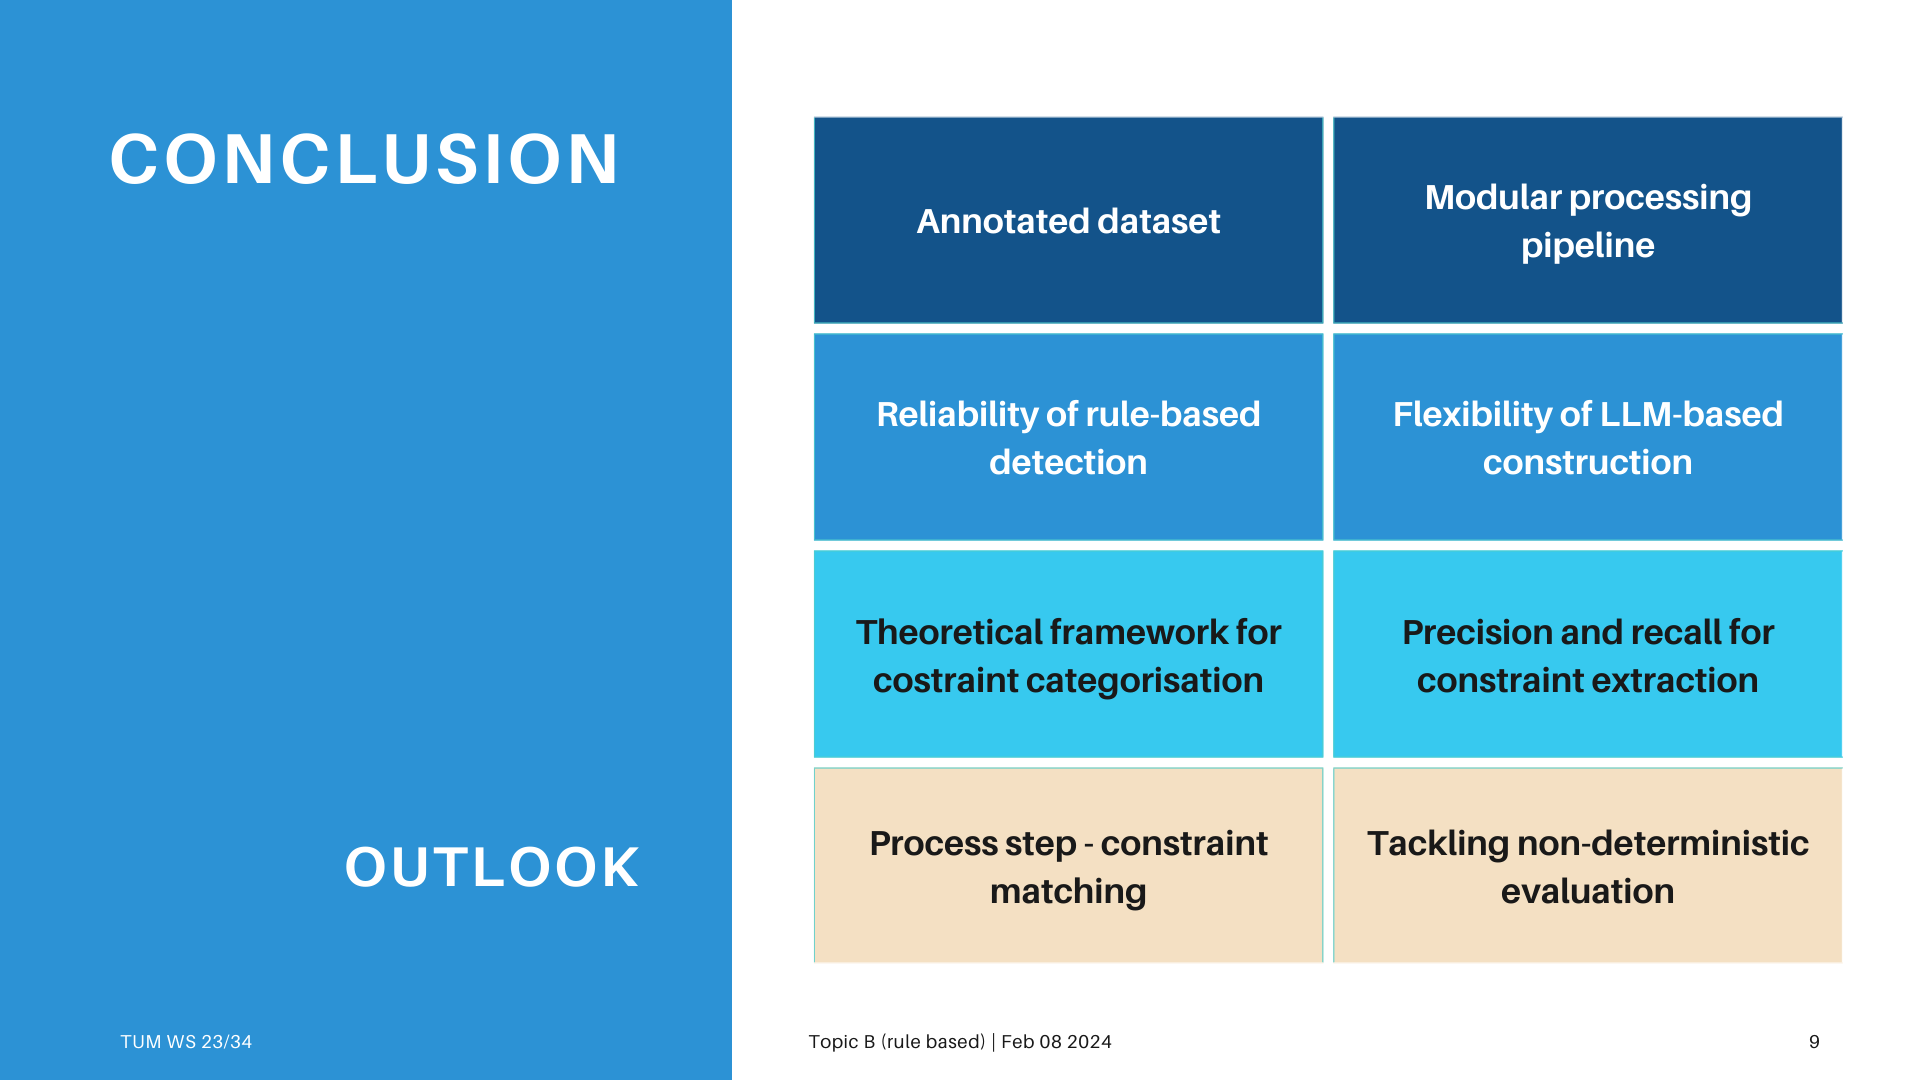 CONCLUSION
Annotated dataset
Modular processing
pipeline
Reliability of rule-based
detection
Flexibility of LLM-based
construction
Theoretical framework for
costraint categorisation
Precision and recall for
constraint extraction
OUTLOOK
Process step - constraint
matching
Tackling non-deterministic
evaluation
TUM WS 23/34
Topic B (rule based) | Feb 08 2024
9